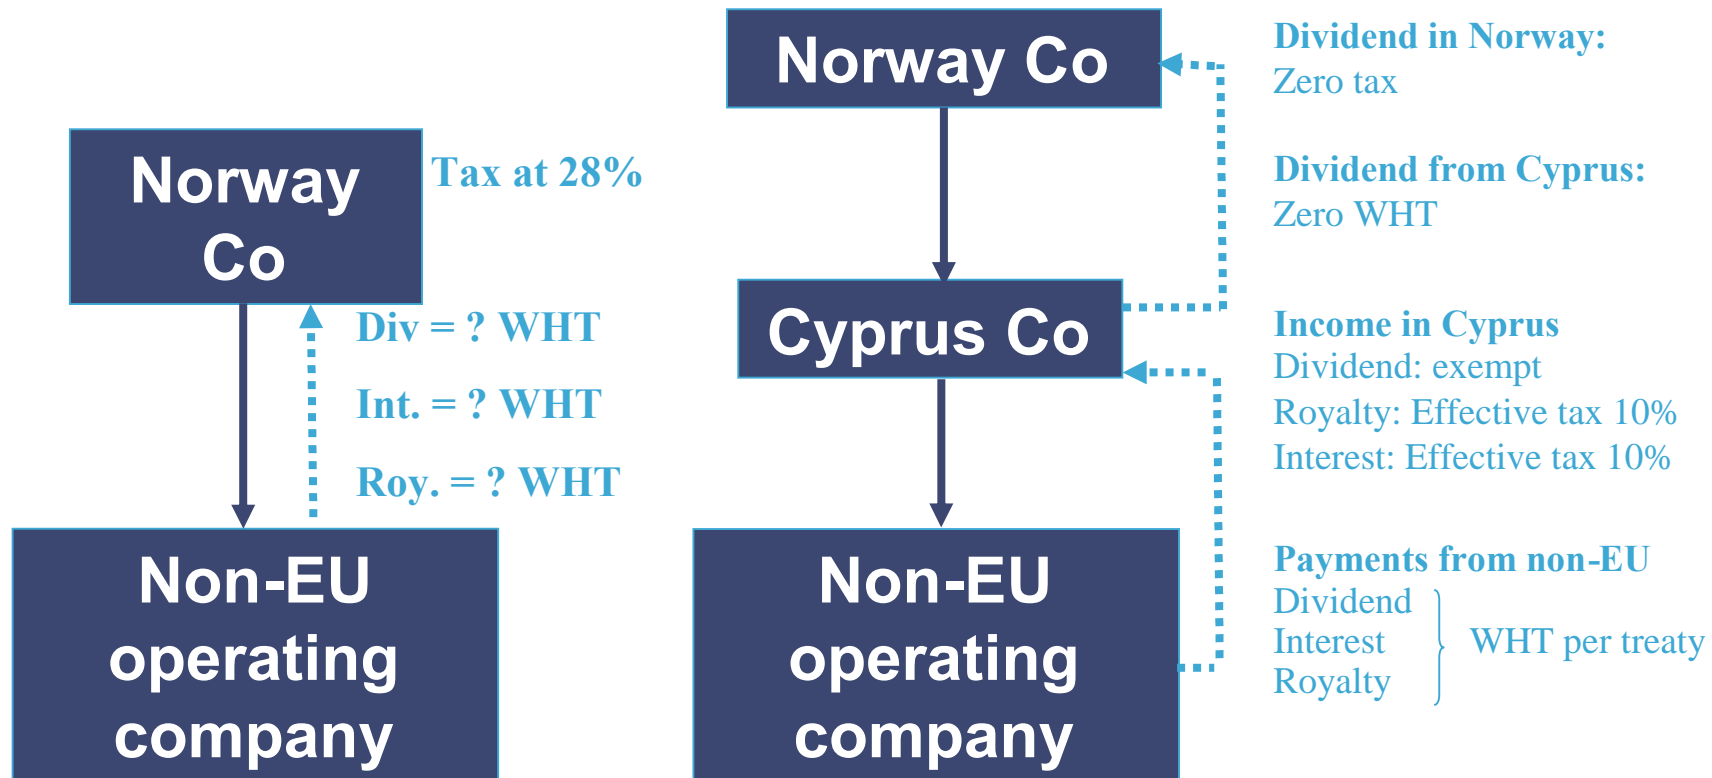 Norway
Co
Tax at 28%
Div = ? WHT
Int. = ? WHT
Roy. = ? WHT
Non-EU
operating
company
Norway Co
Cyprus Co
Non-EU
operating
company
Dividend in Norway:
Zero tax
Dividend from Cyprus:
Zero WHT
Income in Cyprus
Dividend: exempt
Royalty: Effective tax 10%
Interest: Effective tax 10%
Payments from non-EU
Dividend
Interest
Royalty
WHT per treaty